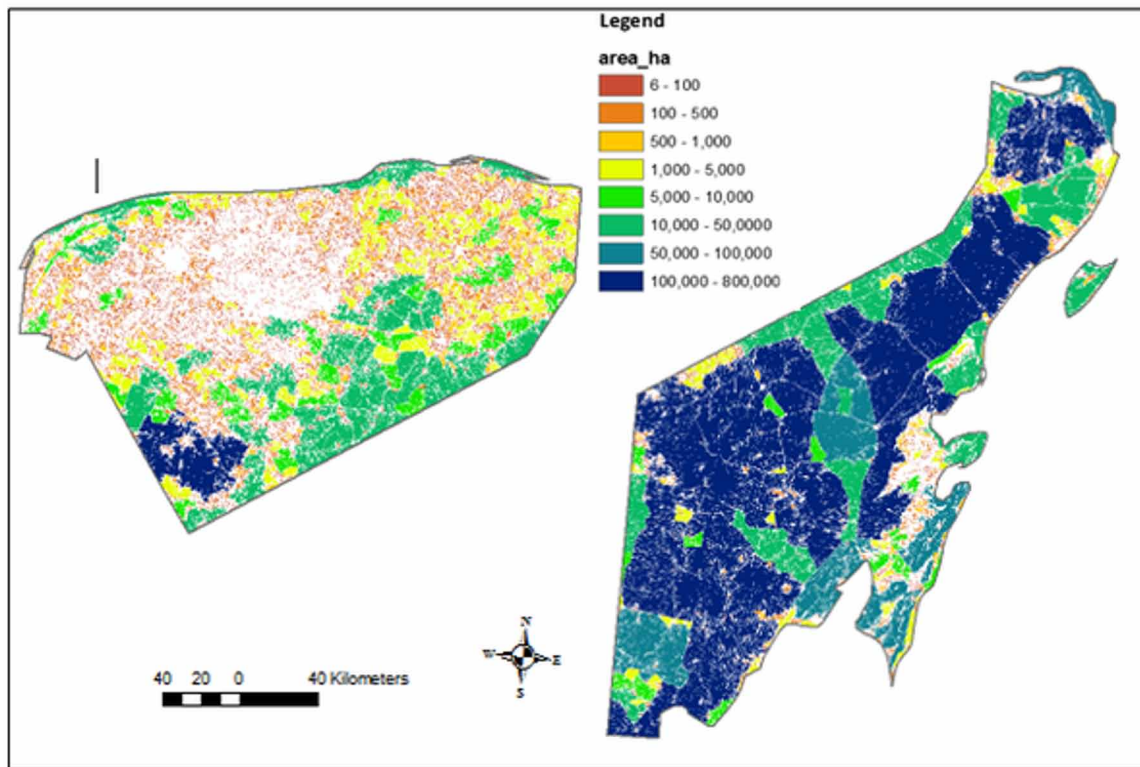 Legend
area_ha
6 - 100
100 - 500
500 - 1,000
1,000 - 5,000
5,000 - 10,000
10,000 - 50,0000
50,000 - 100,000
100,000 - 800,000
N
W E
S
40 20 0 40 Kilometers